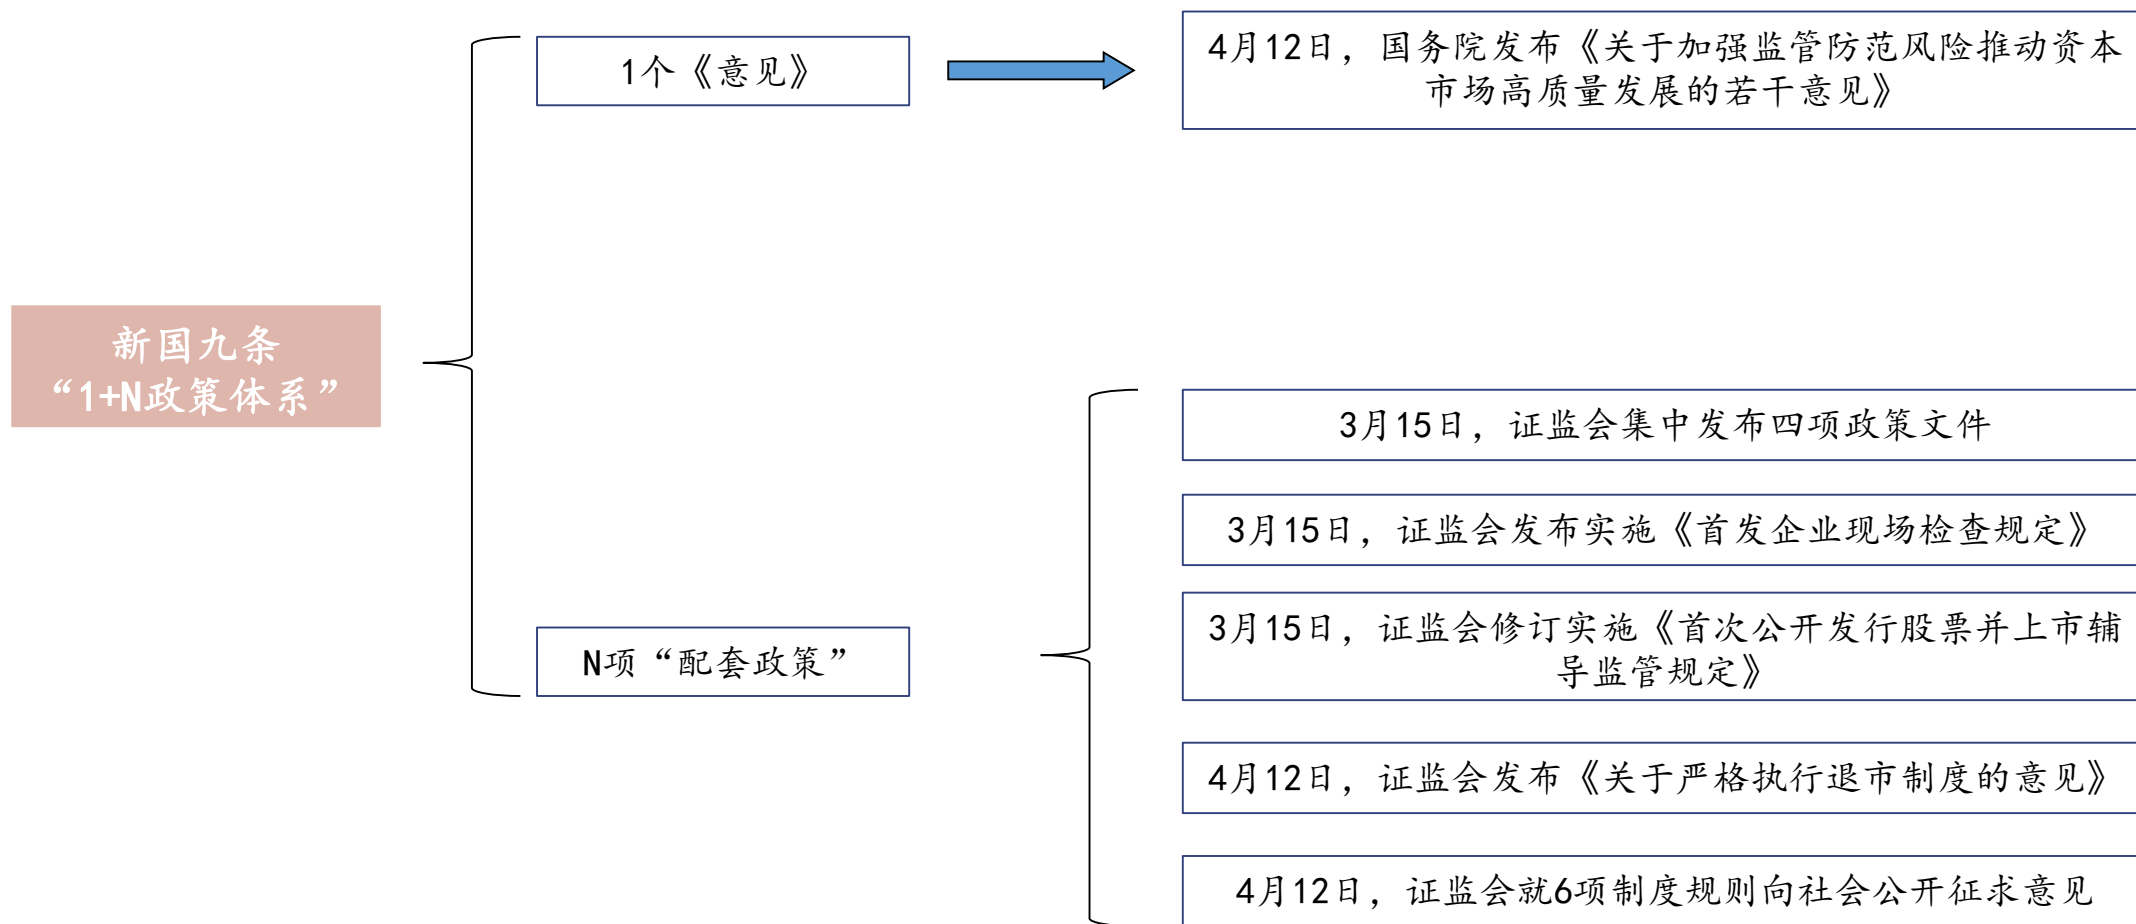 1个《意见》
4月12日，国务院发布《关于加强监管防范风险推动资本
市场高质量发展的若干意见》
新国九条
“1+N政策体系”
N项“配套政策”
3月15日，证监会集中发布四项政策文件
3月15日，证监会发布实施《首发企业现场检查规定》
3月15日，证监会修订实施《首次公开发行股票并上市辅
导监管规定》
4月12日，证监会发布《关于严格执行退市制度的意见》
4月12日，证监会就6项制度规则向社会公开征求意见